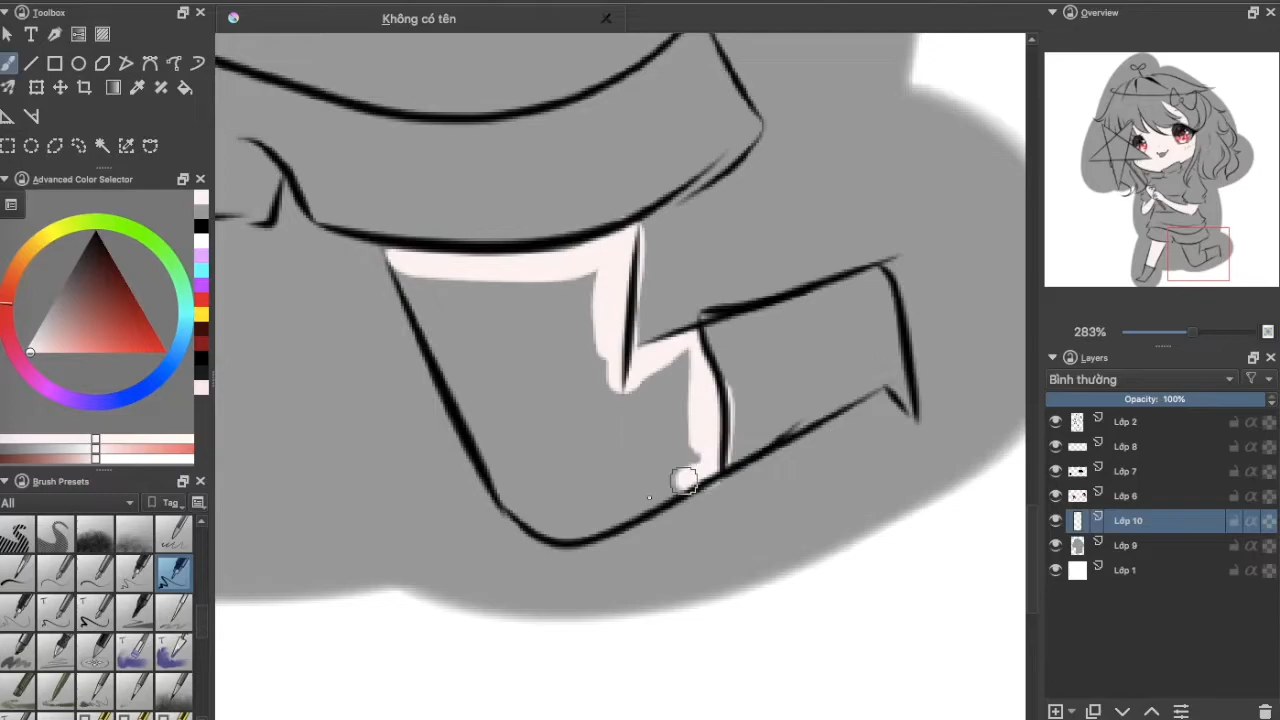 Toolbox
Không có tên
Overview
Advanced Color Selector
283%
Layers
Bình thường
Opacity: 100%
Lớp 2
Lớp 8
Lớp 7
Lớp 6
Lớp 10
Lớp 9
Lớp 1
Brush Presets
All
Tag